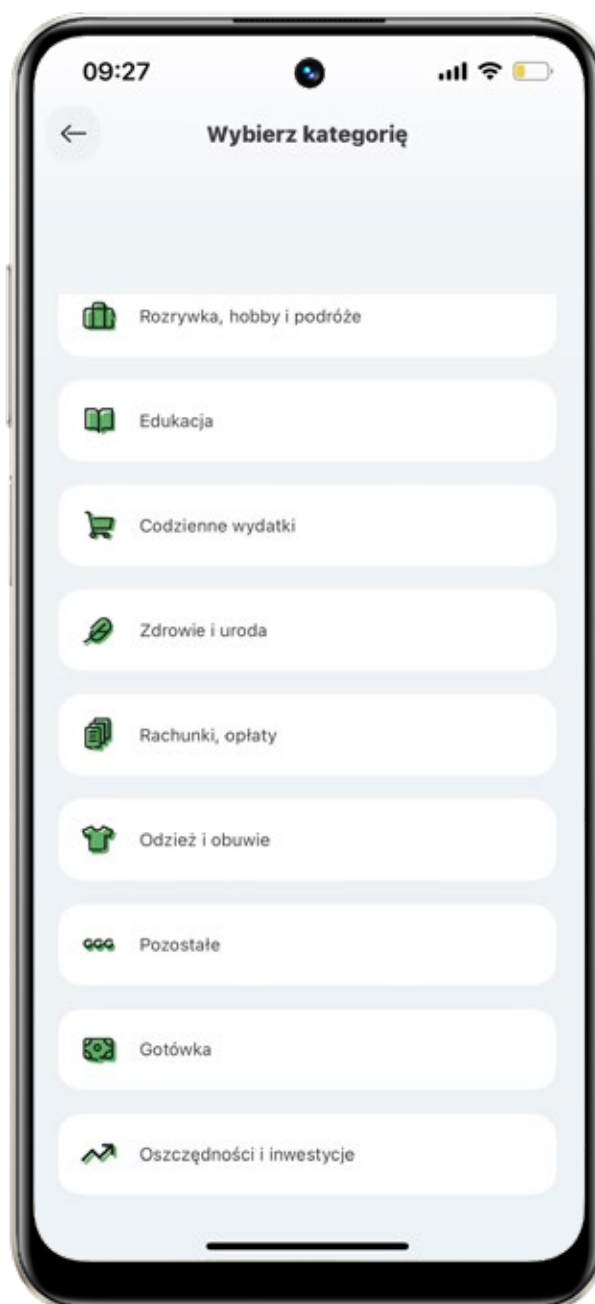 09:27
Wybierz kategorię
Rozrywka, hobby i podróże
Edukacja
Codzienne wydatki
Zdrowie i uroda
Rachunki, opłaty
Odzież i obuwie
Pozostałe
Gotówka
Oszczędności i inwestycje